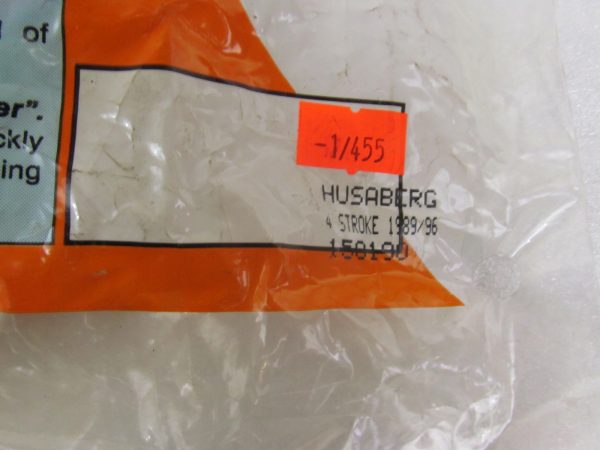 of
er".
ckly
ing
-1/455
HUSABERG
4 STROKE 1989/96
150190